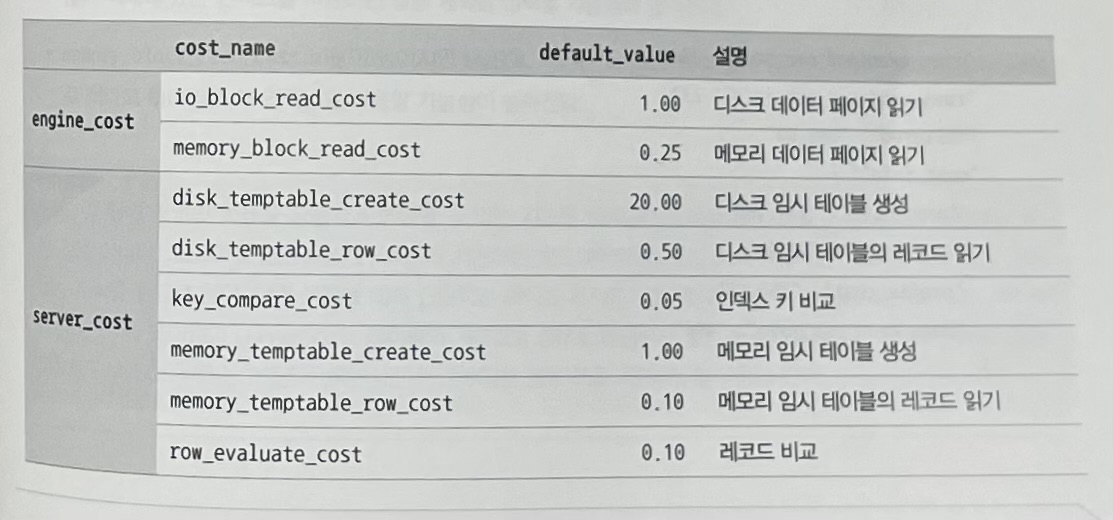 cost_name default_value 설명
engine_cost
io_block_read_cost 1.00 디스크 데이터 페이지 읽기
memory_block_read_cost 0.25 메모리 데이터 페이지 읽기
server_cost
disk_temptable_create_cost 20.00 디스크 임시 테이블 생성
disk_temptable_row_cost 0.50 디스크 임시 테이블의 레코드 읽기
key_compare_cost 0.05 인덱스 키 비교
memory_temptable_create_cost 1.00 메모리 임시 테이블 생성
memory_temptable_row_cost 0.10 메모리 임시 테이블의 레코드 읽기
row_evaluate_cost 0.10 레코드 비교